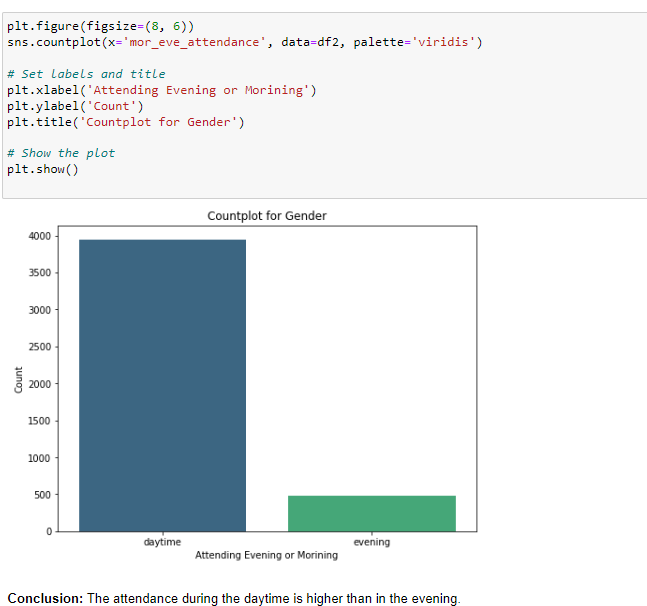 plt.figure(figsize=(8, 6))
sns.countplot(x='mor_eve_attendance', data=df2, palette='viridis')
# Set labels and title
plt.xlabel('Attending Evening or Morining')
plt.ylabel('Count')
plt.title('Countplot for Gender')
# Show the plot
plt.show()
Countplot for Gender
4000
3500
3000
2500
2000
1500
1000
500
0
Count
daytime
evening
Attending Evening or Morining
Conclusion: The attendance during the daytime is higher than in the evening.